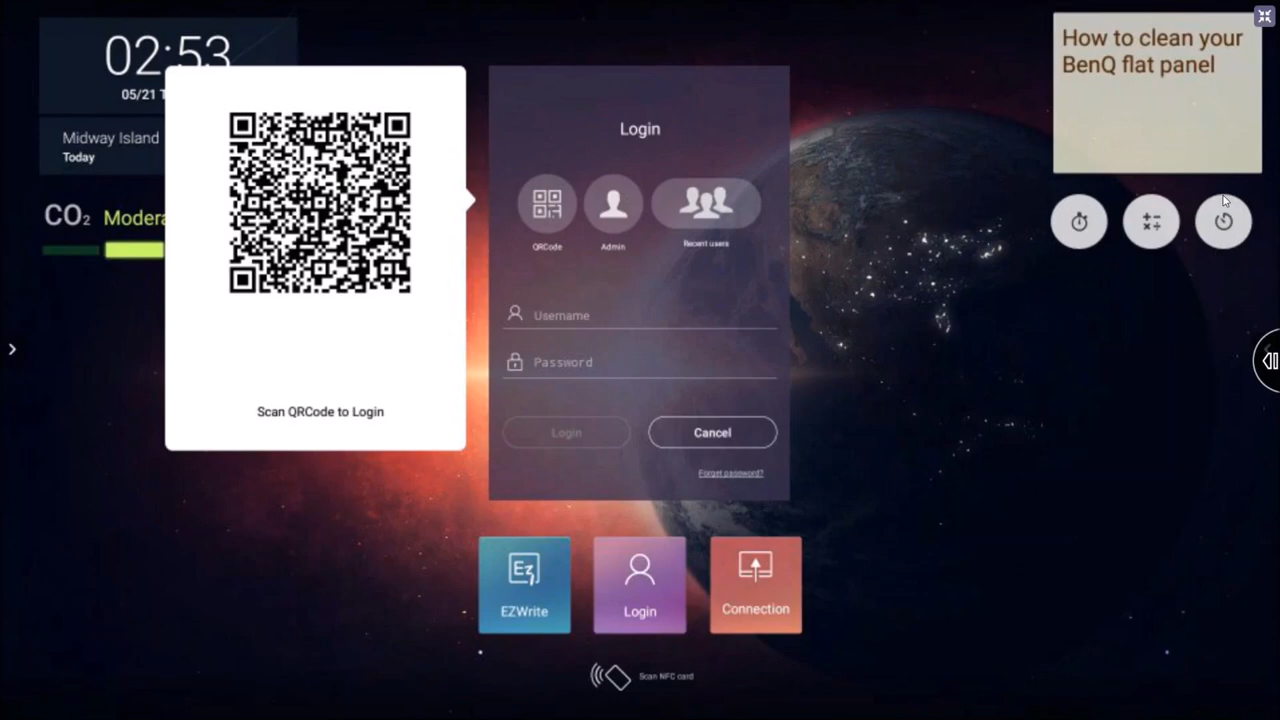 02:53
05/21 T
Midway Island
Today
CO₂ Modera
Scan QRCode to Login
Login
QRCode
Admin
Recent users
Username
Password
Login
Cancel
Forget password?
How to clean your
BenQ flat panel
EZWrite
Login
Connection
Scan NFC card